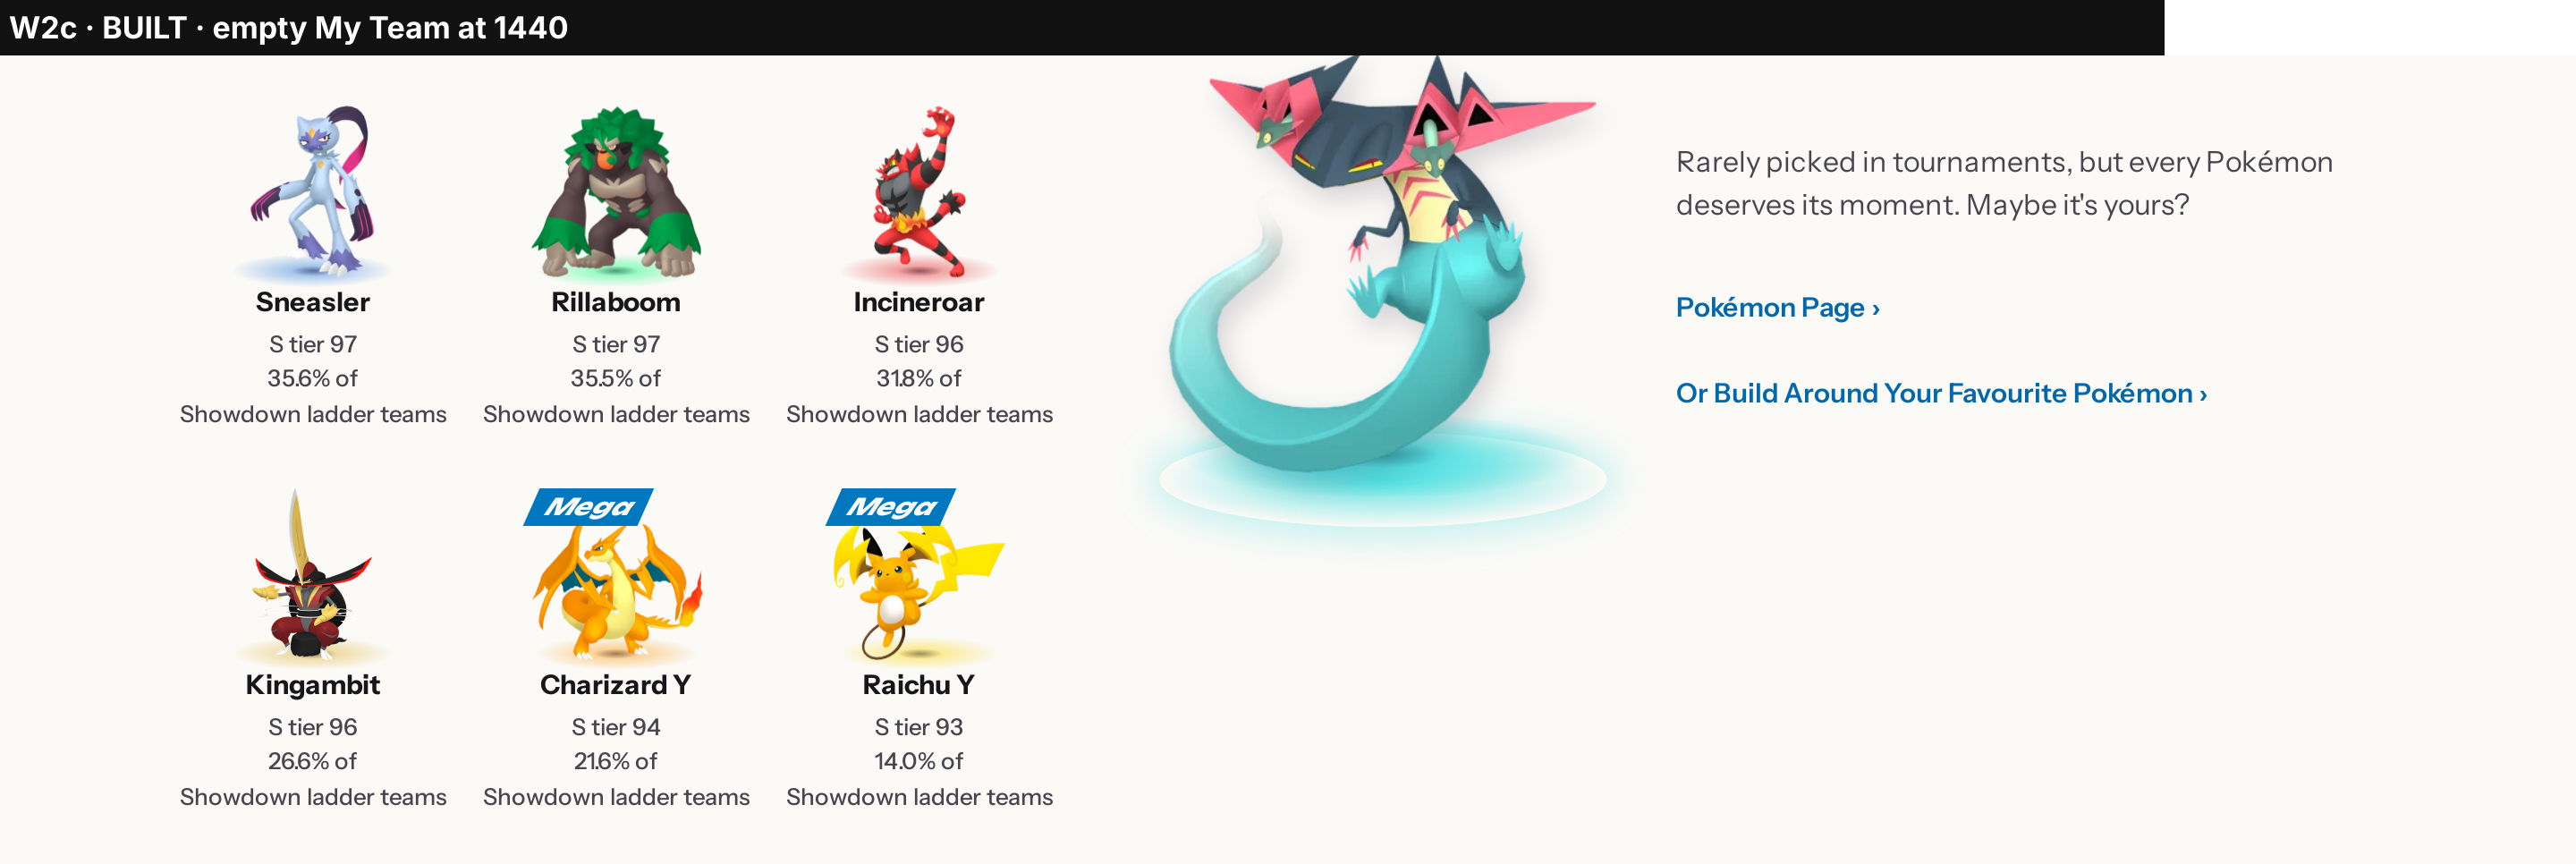 W2c · BUILT · empty My Team at 1440
Sneasler
S tier 97
35.6% of
Showdown ladder teams
Rillaboom
S tier 97
35.5% of
Showdown ladder teams
Incineroar
S tier 96
31.8% of
Showdown ladder teams
Mega
Mega
Kingambit
S tier 96
26.6% of
Showdown ladder teams
Charizard Y
S tier 94
21.6% of
Showdown ladder teams
Raichu Y
S tier 93
14.0% of
Showdown ladder teams
Rarely picked in tournaments, but every Pokémon
deserves its moment. Maybe it's yours?
Pokémon Page ›
Or Build Around Your Favourite Pokémon ›